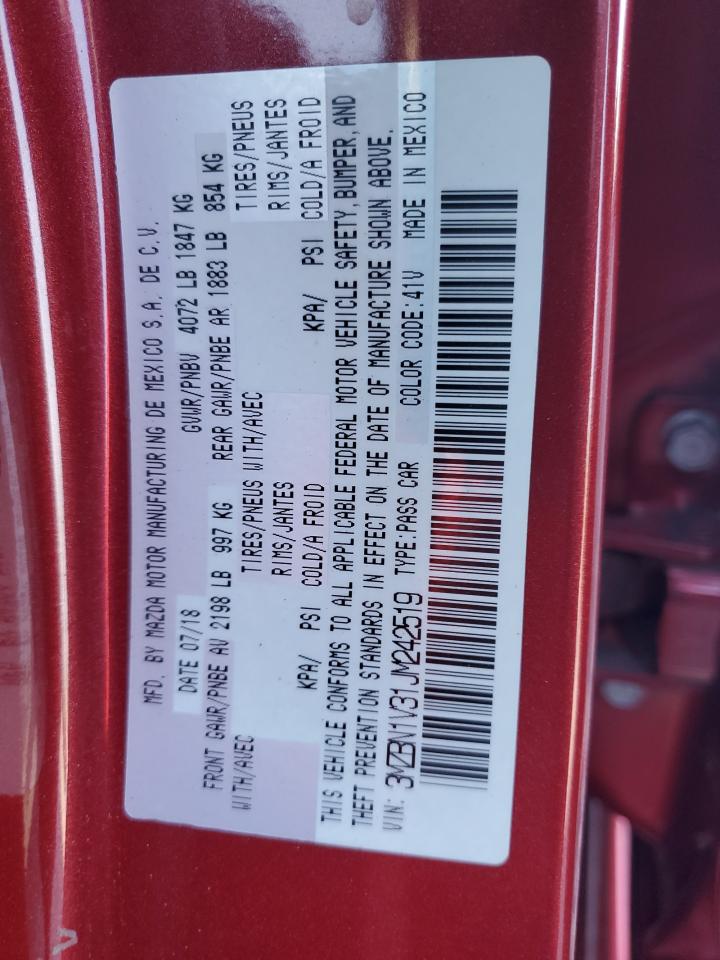 MFD. BY MAZDA MOTOR MANUFACTURING DE MEXICO S.A. DE C.V.
DATE 07/18 GVWR/PNBV 4072 LB 1847 KG
FRONT GAWR/PNBE AV 2198 LB 997 KG REAR GAWR/PNBE AR 1883 LB 854 KG
WITH/AVEC TIRES/PNEUS WITH/AVEC TIRES/PNEUS
RIMS/JANTES RIMS/JANTES
KPA/ PSI COLD/A FROID KPA/ PSI COLD/A FROID
THIS VEHICLE CONFORMS TO ALL APPLICABLE FEDERAL MOTOR VEHICLE SAFETY, BUMPER, AND
THEFT PREVENTION STANDARDS IN EFFECT ON THE DATE OF MANUFACTURE SHOWN ABOVE.
VIN: 3MZBN1V31JM242519 TYPE:PASS CAR COLOR CODE:41V MADE IN MEXICO